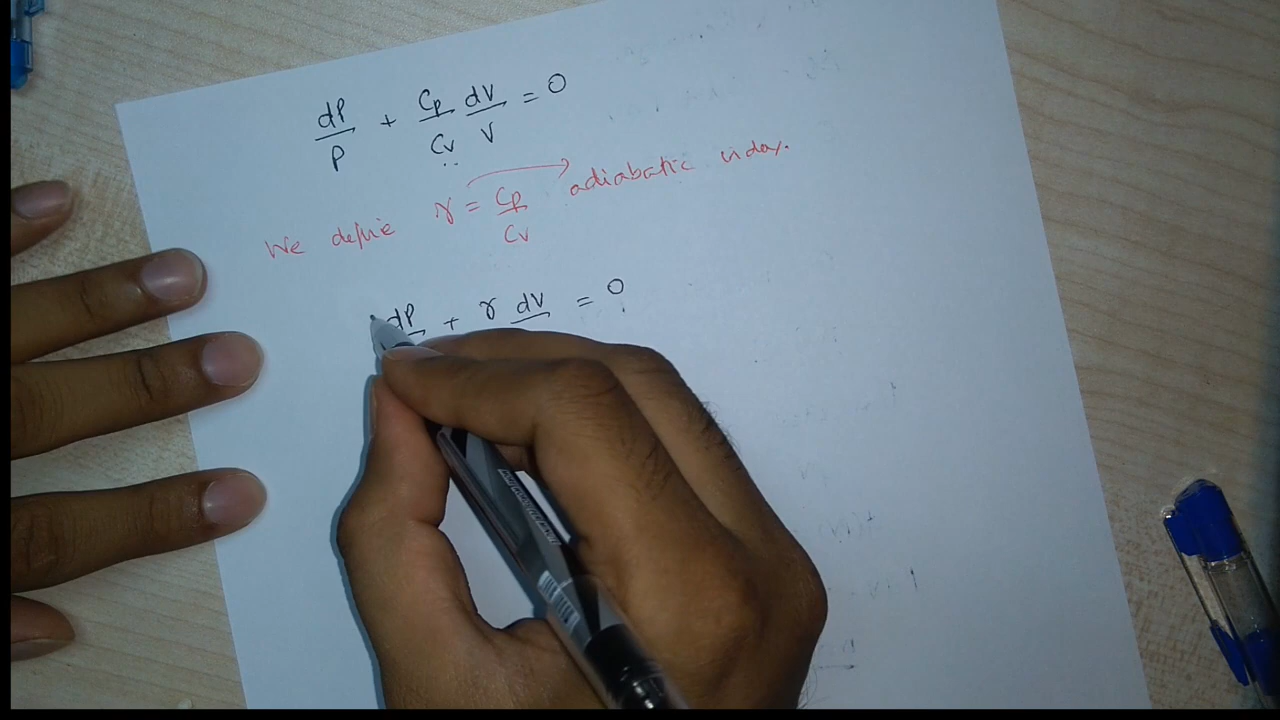 dP/P + Cp/Cv dV/V = 0
We define γ = Cp/Cv → adiabatic index.
dP + γ dV = 0